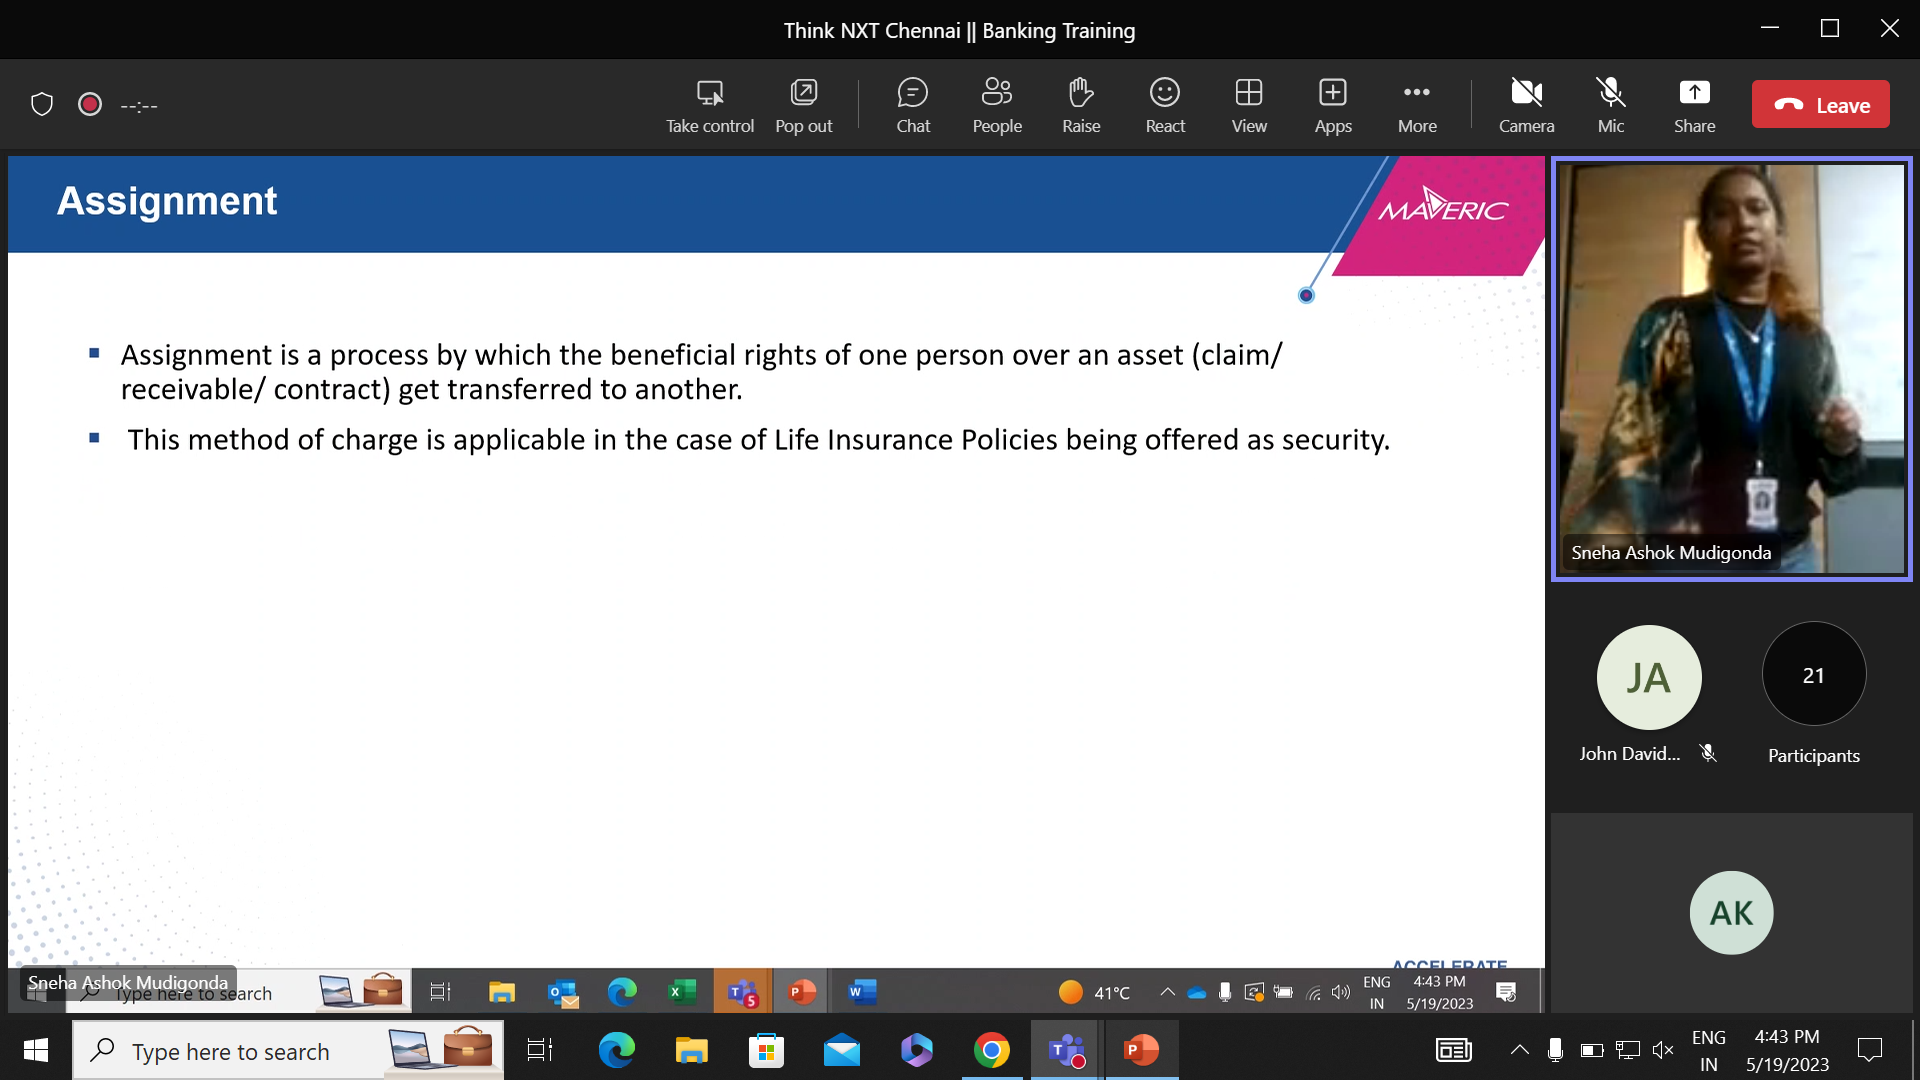 Think NXT Chennai || Banking Training
--:--
Take control
Pop out
Chat
People
Raise
React
View
Apps
More
Camera
Mic
Share
Leave
Assignment
MAVERIC
Assignment is a process by which the beneficial rights of one person over an asset (claim/
receivable/ contract) get transferred to another.
This method of charge is applicable in the case of Life Insurance Policies being offered as security.
Sneha Ashok Mudigonda
JA
John David...
21
Participants
AK
ACCELERATE
Sneha Ashok Mudigonda
Type here to search
5
41°C
ENG
IN
4:43 PM
5/19/2023
Type here to search
ENG
IN
4:43 PM
5/19/2023